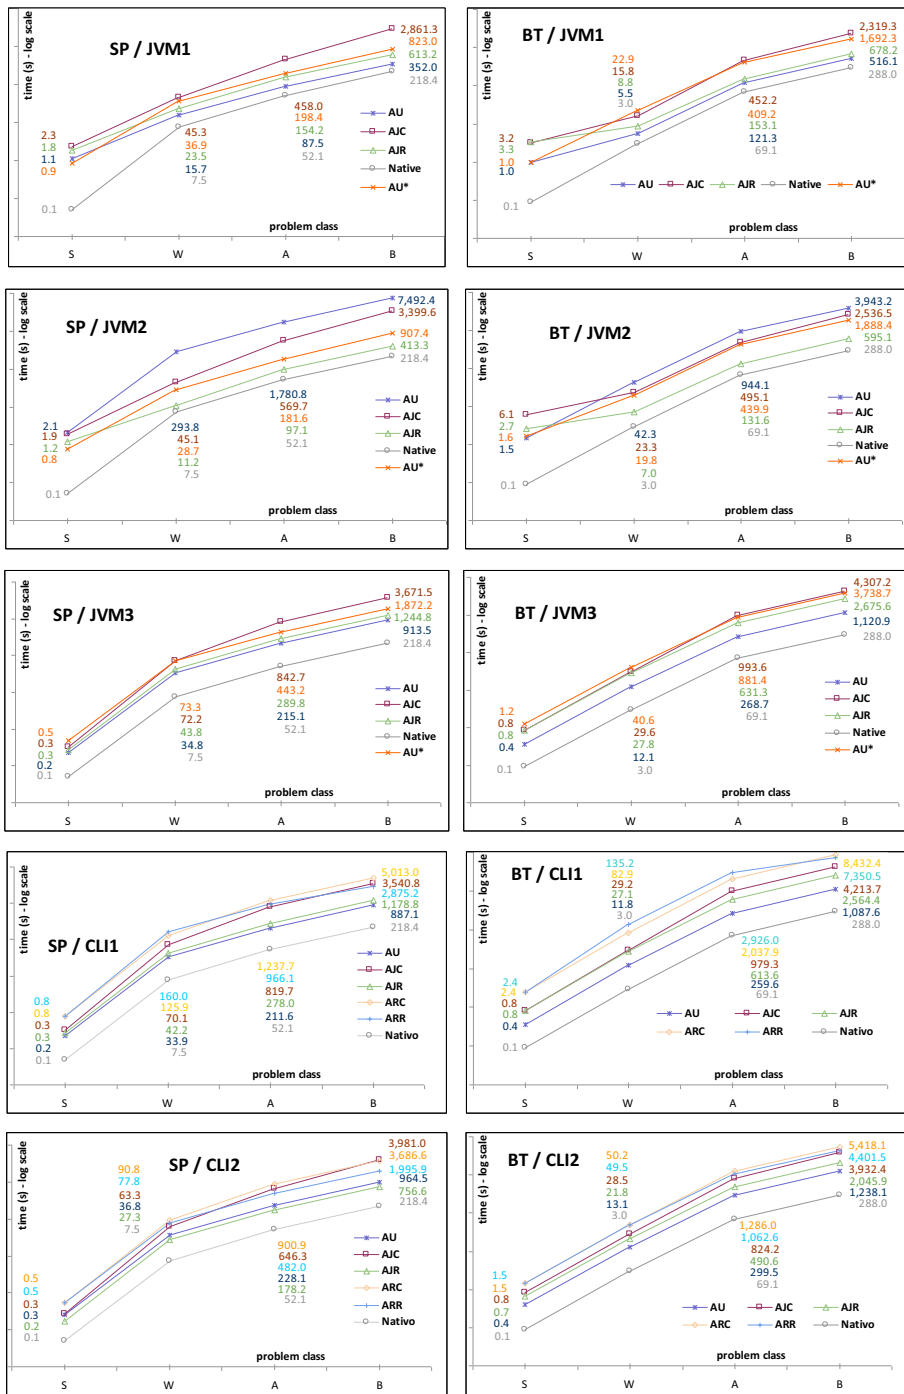 time (s) - log scale
SP / JVM1
2,861.3
823.0
613.2
352.0
218.4
2.3
1.8
1.1
0.9
0.1
45.3
36.9
23.5
15.7
7.5
458.0
198.4
154.2
87.5
52.1
AU
AJC
AJR
Native
AU*
problem class
S W A B
time (s) - log scale
BT / JVM1
2,319.3
1,692.3
678.2
516.1
288.0
22.9
15.8
8.8
5.5
3.0
3.2
3.3
1.0
1.0
0.1
452.2
409.2
153.1
121.3
69.1
AU AJC AJR Native AU*
problem class
S W A B
time (s) - log scale
SP / JVM2
7,492.4
3,399.6
907.4
413.3
218.4
2.1
1.9
1.2
0.8
0.1
293.8
45.1
28.7
11.2
7.5
1,780.8
569.7
181.6
97.1
52.1
AU
AJC
AJR
Native
AU*
problem class
S W A B
time (s) - log scale
BT / JVM2
3,943.2
2,536.5
1,888.4
595.1
288.0
6.1
2.7
1.6
1.5
0.1
42.3
23.3
19.8
7.0
3.0
944.1
495.1
439.9
131.6
69.1
AU
AJC
AJR
Native
AU*
problem class
S W A B
time (s) - log scale
SP / JVM3
3,671.5
1,872.2
1,244.8
913.5
218.4
0.5
0.3
0.3
0.2
0.1
73.3
72.2
43.8
34.8
7.5
842.7
443.2
289.8
215.1
52.1
AU
AJC
AJR
Native
AU*
problem class
S W A B
time (s) - log scale
BT / JVM3
4,307.2
3,738.7
2,675.6
1,120.9
288.0
1.2
0.8
0.8
0.4
0.1
40.6
29.6
27.8
12.1
3.0
993.6
881.4
631.3
268.7
69.1
AU
AJC
AJR
Native
AU*
problem class
S W A B
time (s) - log scale
SP / CLI1
5,013.0
3,540.8
2,875.2
1,178.8
887.1
218.4
0.8
0.8
0.3
0.3
0.2
0.1
160.0
125.9
70.1
42.2
33.9
7.5
1,237.7
966.1
819.7
278.0
211.6
52.1
AU
AJC
AJR
ARC
ARR
Nativo
problem class
S W A B
time (s) - log scale
BT / CLI1
8,432.4
7,350.5
4,213.7
2,564.4
1,087.6
288.0
135.2
82.9
29.2
27.1
11.8
3.0
2.4
2.4
0.8
0.8
0.4
0.1
2,926.0
2,037.9
979.3
613.6
259.6
69.1
AU AJC AJR
ARC ARR Nativo
problem class
S W A B
time (s) - log scale
SP / CLI2
3,981.0
3,686.6
1,995.9
964.5
756.6
218.4
90.8
77.8
63.3
36.8
27.3
7.5
0.5
0.5
0.3
0.3
0.2
0.1
900.9
646.3
482.0
228.1
178.2
52.1
AU
AJC
AJR
ARC
ARR
Nativo
problem class
S W A B
time (s) - log scale
BT / CLI2
5,418.1
4,401.5
3,932.4
2,045.9
1,238.1
288.0
50.2
49.5
28.5
21.8
13.1
3.0
1.5
1.5
0.8
0.7
0.4
0.1
1,286.0
1,062.6
824.2
490.6
299.5
69.1
AU AJC AJR
ARC ARR Nativo
problem class
S W A B